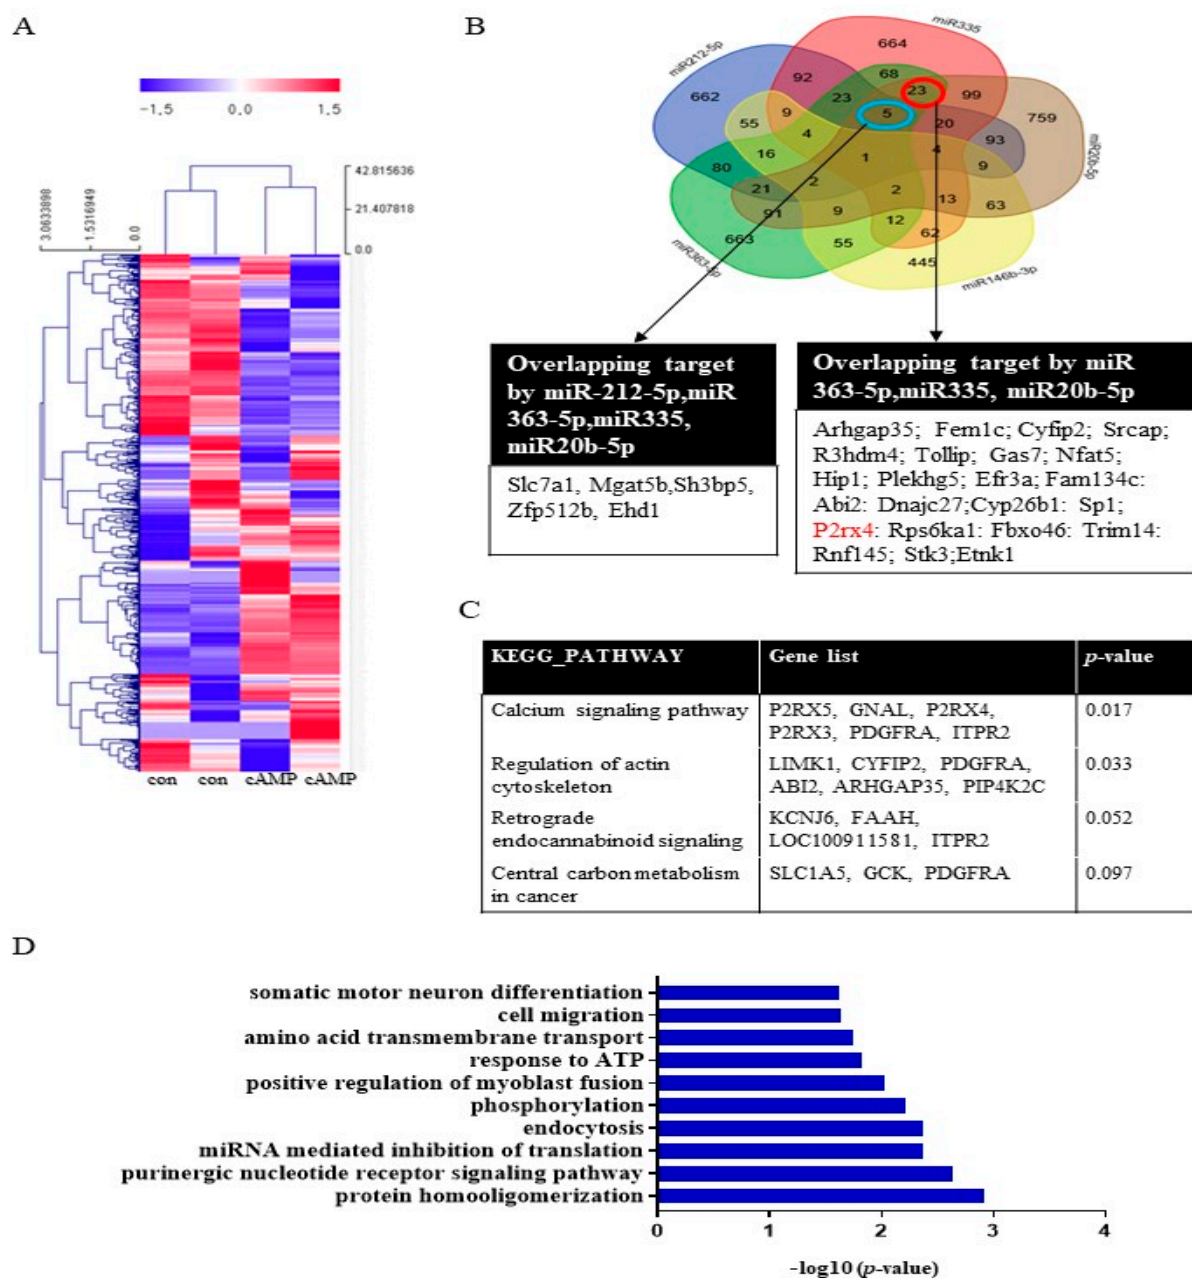 A
-1.5 0.0 1.5
42.815636
21.407818
0.0
3.0633898
1.5316949
0.0
con con cAMP cAMP
B
miR212-5p
miR335
miR20b-5p
miR363-5p
miR146b-3p
664
92 68
662 23 23 99
759
55 9 5 20
4 4 93
16 1 9
80
21 2 2 13 63
91 9 12
663 55 62
445
Overlapping target
by miR-212-5p,miR
363-5p,miR335,
miR20b-5p
Slc7a1, Mgat5b,Sh3bp5,
Zfp512b, Ehd1
Overlapping target by miR
363-5p,miR335, miR20b-5p
Arhgap35; Fem1c; Cyfip2; Srcap;
R3hdm4; Tollip; Gas7; Nfat5;
Hip1; Plekhg5; Efr3a; Fam134c:
Abi2: Dnajc27;Cyp26b1: Sp1;
P2rx4: Rps6ka1: Fbxo46: Trim14:
Rnf145; Stk3;Etnk1
C
KEGG_PATHWAY Gene list p-value
Calcium signaling pathway P2RX5, GNAL, P2RX4, 0.017
P2RX3, PDGFRA, ITPR2
Regulation of actin LIMK1, CYFIP2, PDGFRA, 0.033
cytoskeleton ABI2, ARHGAP35, PIP4K2C
Retrograde KCNJ6, FAAH, 0.052
endocannabinoid signaling LOC100911581, ITPR2
Central carbon metabolism SLC1A5, GCK, PDGFRA 0.097
in cancer
D
somatic motor neuron differentiation
cell migration
amino acid transmembrane transport
response to ATP
positive regulation of myoblast fusion
phosphorylation
endocytosis
miRNA mediated inhibition of translation
purinergic nucleotide receptor signaling pathway
protein homooligomerization
0 1 2 3 4
-log10 (p-value)